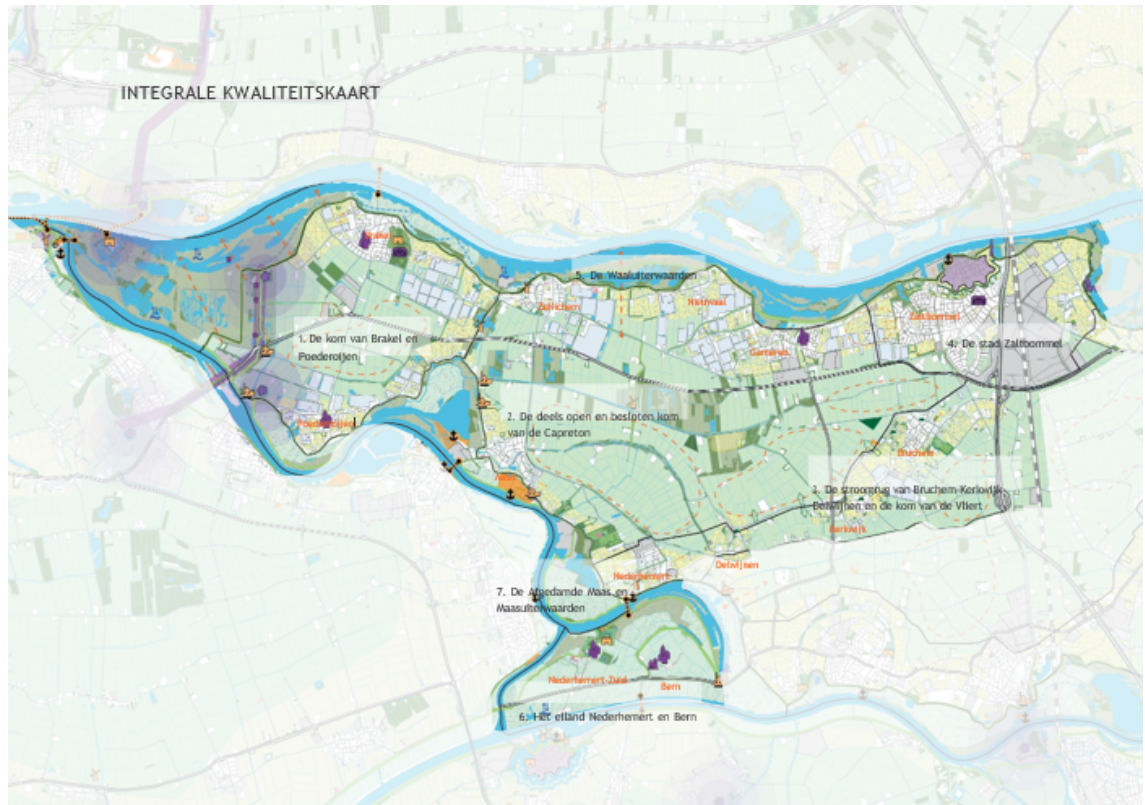 INTEGRALE KWALITEITSKAART
Brakel
5. De Waaluiterwaarden
Zuilichem
Nieuwaal
Zaltbommel
1. De kom van Brakel en
Poederoijen
Gameren
4. De stad Zaltbommel
2. De deels open en besloten kom
van de Capreton
Poederoijen
Bruchem
Aalst
3. De stroomrug van Bruchem-Kerkwijk
Delwijnen en de kom van de Vliert
Kerkwijk
Delwijnen
Nederhemert
7. De Afgedamde Maas en
Maasuiterwaarden
Nederhemert-Zuid
Bern
6. Het eiland Nederhemert en Bern